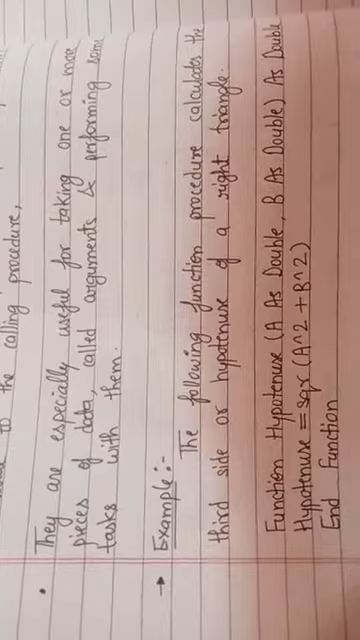 to the calling procedure,
• They are especially useful for taking one or more
pieces of data, called arguments & performing some
tasks with them.
→ Example:-
The following function procedure calculates the
third side or hypotenuse of a right triangle.
Function Hypotenuse (A As Double, B As Double) As Double
Hypotenuse = sqr (A^2 + B^2)
End Function